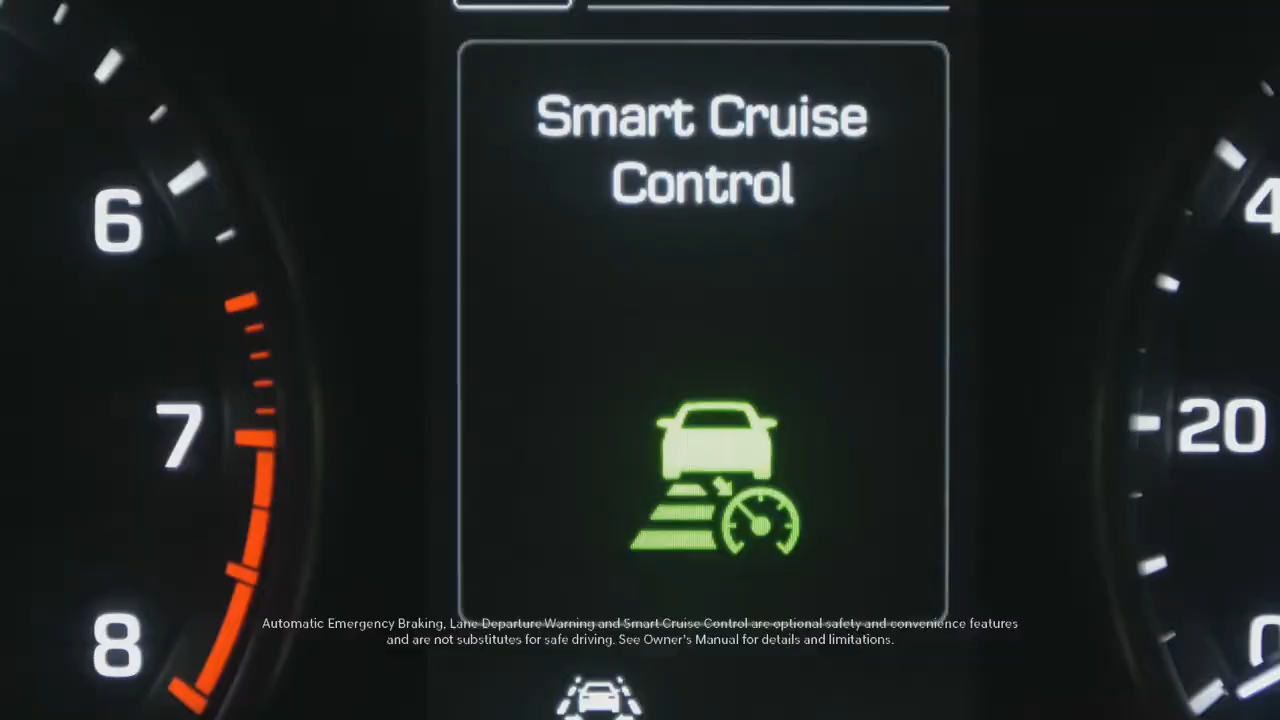 Smart Cruise
Control
6
7
8
4
20
0
Automatic Emergency Braking, Lane Departure Warning and Smart Cruise Control are optional safety and convenience features
and are not substitutes for safe driving. See Owner's Manual for details and limitations.